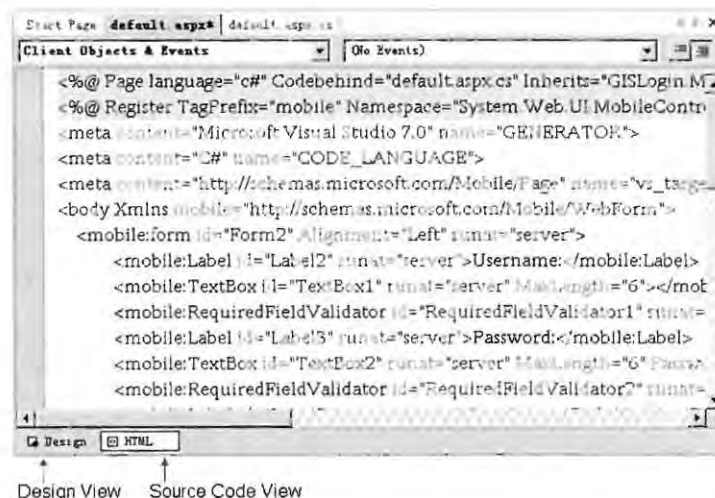 Start Page default.aspx* default.aspx.cs
Client Objects & Events (No Events)
<%@ Page language="c#" Codebehind="default.aspx.cs" Inherits="GISLogin.M
<%@ Register TagPrefix="mobile" Namespace="System.Web.UI.MobileContro
<meta content="Microsoft Visual Studio 7.0" name="GENERATOR">
<meta content="C#" name="CODE_LANGUAGE">
<meta content="http://schemas.microsoft.com/Mobile/Page" name="vs_targe
<body Xmlns:mobile="http://schemas.microsoft.com/Mobile/WebForm">
<mobile:form id="Form2" Alignment="Left" runat="server">
<mobile:Label id="Label2" runat="server">Username:</mobile:Label>
<mobile:TextBox id="TextBox1" runat="server" MaxLength="6"></mob
<mobile:RequiredFieldValidator id="RequiredFieldValidator1" runat=
<mobile:Label id="Label3" runat="server">Password:</mobile:Label>
<mobile:TextBox id="TextBox2" runat="server" MaxLength="6"
<mobile:RequiredFieldValidator id="RequiredFieldValidator2" runat=
Design HTML
Design View Source Code View